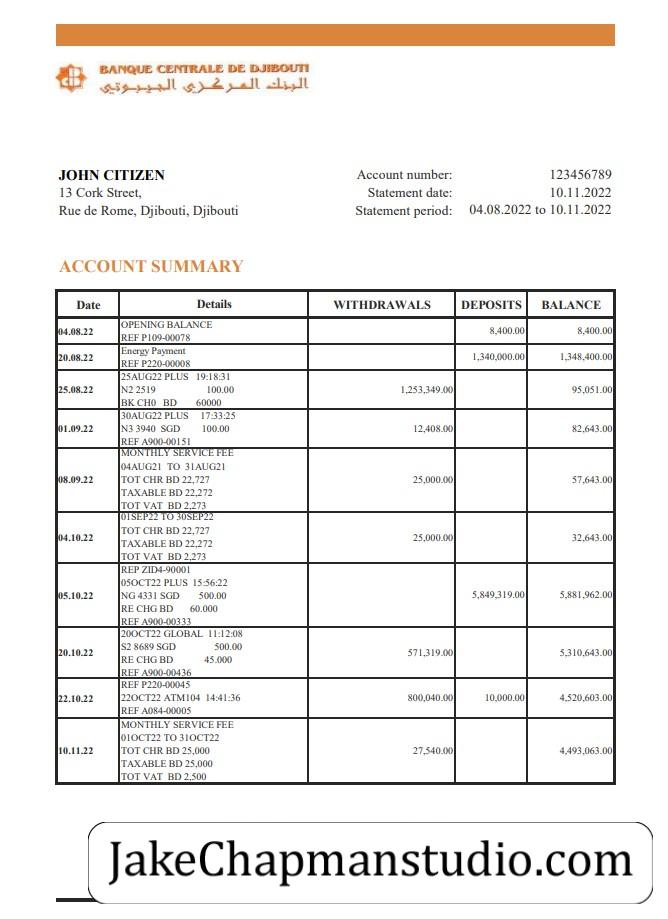 BANQUE CENTRALE DE DJIBOUTI
البنك المركزي الجيبوتي
JOHN CITIZEN
13 Cork Street,
Rue de Rome, Djibouti, Djibouti
Account number: 123456789
Statement date: 10.11.2022
Statement period: 04.08.2022 to 10.11.2022
ACCOUNT SUMMARY
Date Details WITHDRAWALS DEPOSITS BALANCE
04.08.22 OPENING BALANCE 8,400.00 8,400.00
REF P109-00078
20.08.22 Energy Payment 1,340,000.00 1,348,400.00
REF P220-00008
25AUG22 PLUS 19:18:31
25.08.22 N2 2519 100.00 1,253,349.00 95,051.00
BK CH0 BD 60000
30AUG22 PLUS 17:33:25
01.09.22 N3 3940 SGD 100.00 12,408.00 82,643.00
REF A900-00151
MONTHLY SERVICE FEE
04AUG21 TO 31AUG21
08.09.22 TOT CHR BD 22,727 25,000.00 57,643.00
TAXABLE BD 22,272
TOT VAT BD 2,273
01SEP22 TO 30SEP22
04.10.22 TOT CHR BD 22,727 25,000.00 32,643.00
TAXABLE BD 22,272
TOT VAT BD 2,273
REP ZID4-90001
05OCT22 PLUS 15:56:22
05.10.22 NG 4331 SGD 500.00 5,849,319.00 5,881,962.00
RE CHG BD 60.000
REF A900-00333
20OCT22 GLOBAL 11:12:08
20.10.22 S2 8689 SGD 500.00 571,319.00 5,310,643.00
RE CHG BD 45.000
REF A900-00436
REF P220-00045
22.10.22 22OCT22 ATM104 14:41:36 800,040.00 10,000.00 4,520,603.00
REF A084-00005
MONTHLY SERVICE FEE
01OCT22 TO 31OCT22
10.11.22 TOT CHR BD 25,000 27,540.00 4,493,063.00
TAXABLE BD 25,000
TOT VAT BD 2,500
JakeChapmanstudio.com